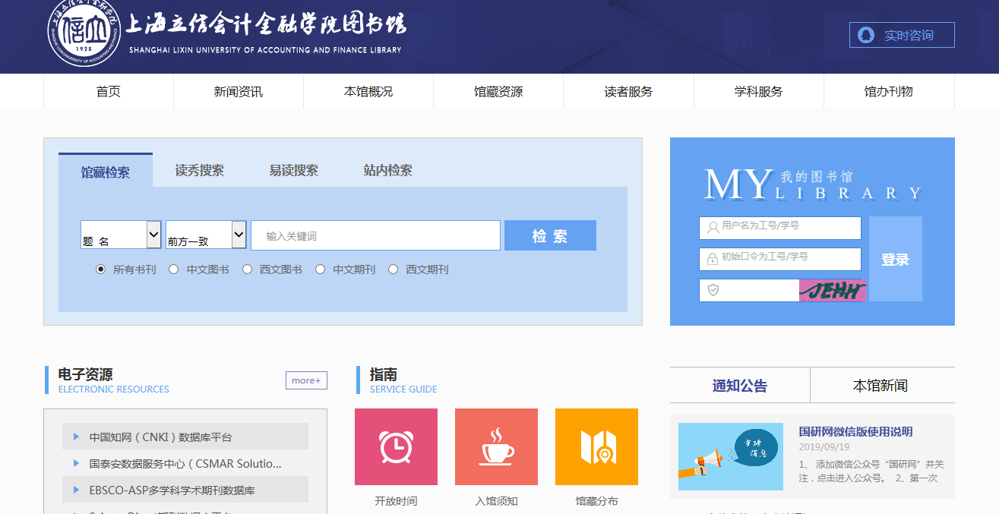 上海立信会计金融学院图书馆
SHANGHAI LIXIN UNIVERSITY OF ACCOUNTING AND FINANCE LIBRARY
1928
实时咨询
首页
新闻资讯
本馆概况
馆藏资源
读者服务
学科服务
馆办刊物
馆藏检索
读秀搜索
易读搜索
站内检索
题 名
前方一致
输入关键词
检 索
所有书刊
中文图书
西文图书
中文期刊
西文期刊
MY 我的图书馆
LIBRARY
用户名为工号/学号
初始口令为工号/学号
JEHH
登录
电子资源
ELECTRONIC RESOURCES
more+
中国知网（CNKI）数据库平台
国泰安数据服务中心（CSMAR Solutio...
EBSCO-ASP多学科学术期刊数据库
指南
SERVICE GUIDE
开放时间
入馆须知
馆藏分布
通知公告
本馆新闻
国研网微信版使用说明
2019/09/19
1、 添加微信公众号“国研网”并关
注，点击进入公众号。 2、第一次